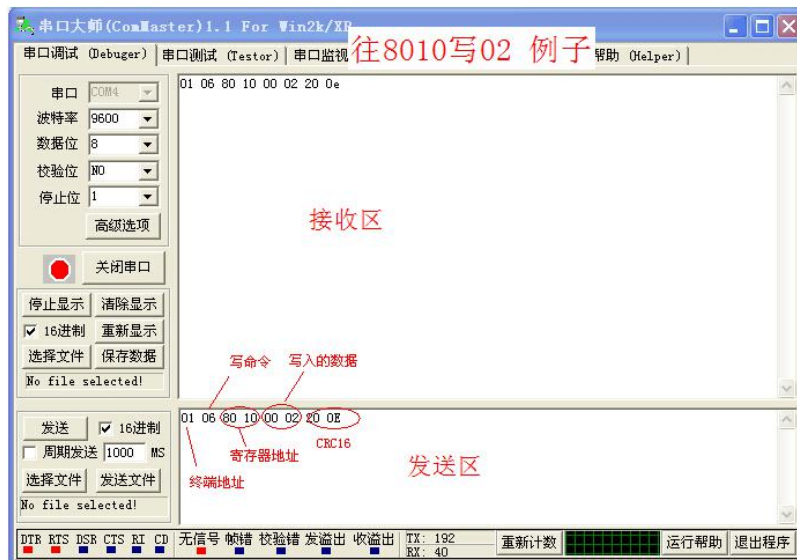 串口大师(ComMaster)1.1 For Win2k/XP
往8010写02 例子
串口调试 (Debuger)
串口测试 (Testor)
串口监视
帮助 (Helper)
串口 COM4
波特率 9600
数据位 8
校验位 NO
停止位 1
高级选项
关闭串口
停止显示 清除显示
16进制 重新显示
选择文件 保存数据
No file selected!
01 06 80 10 00 02 20 0e
接收区
写命令 写入的数据
发送 16进制
周期发送 1000 MS
选择文件 发送文件
No file selected!
01 06 80 10 00 02 20 0E
寄存器地址 CRC16
终端地址
发送区
DTR RTS DSR CTS RI CD 无信号 帧错 校验错 发溢出 收溢出 TX: 192
RX: 40
重新计数 运行帮助 退出程序